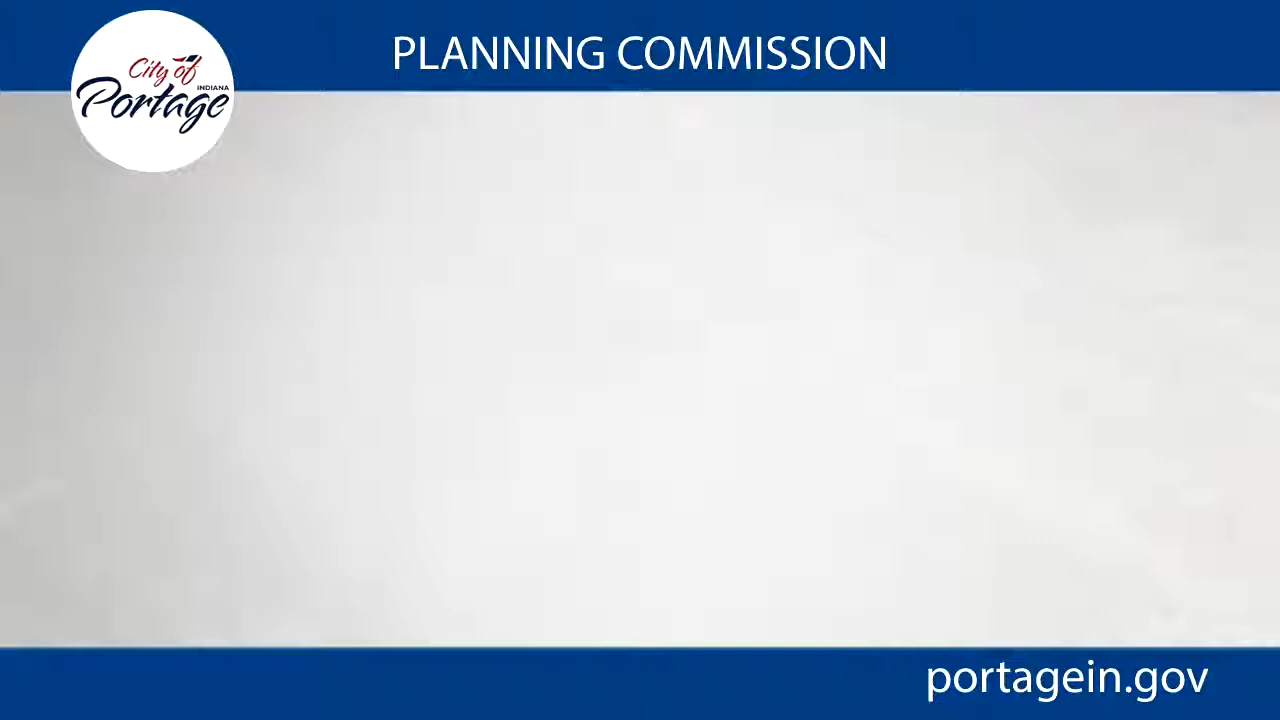 PLANNING COMMISSION
City of
INDIANA
Portage
portagein.gov